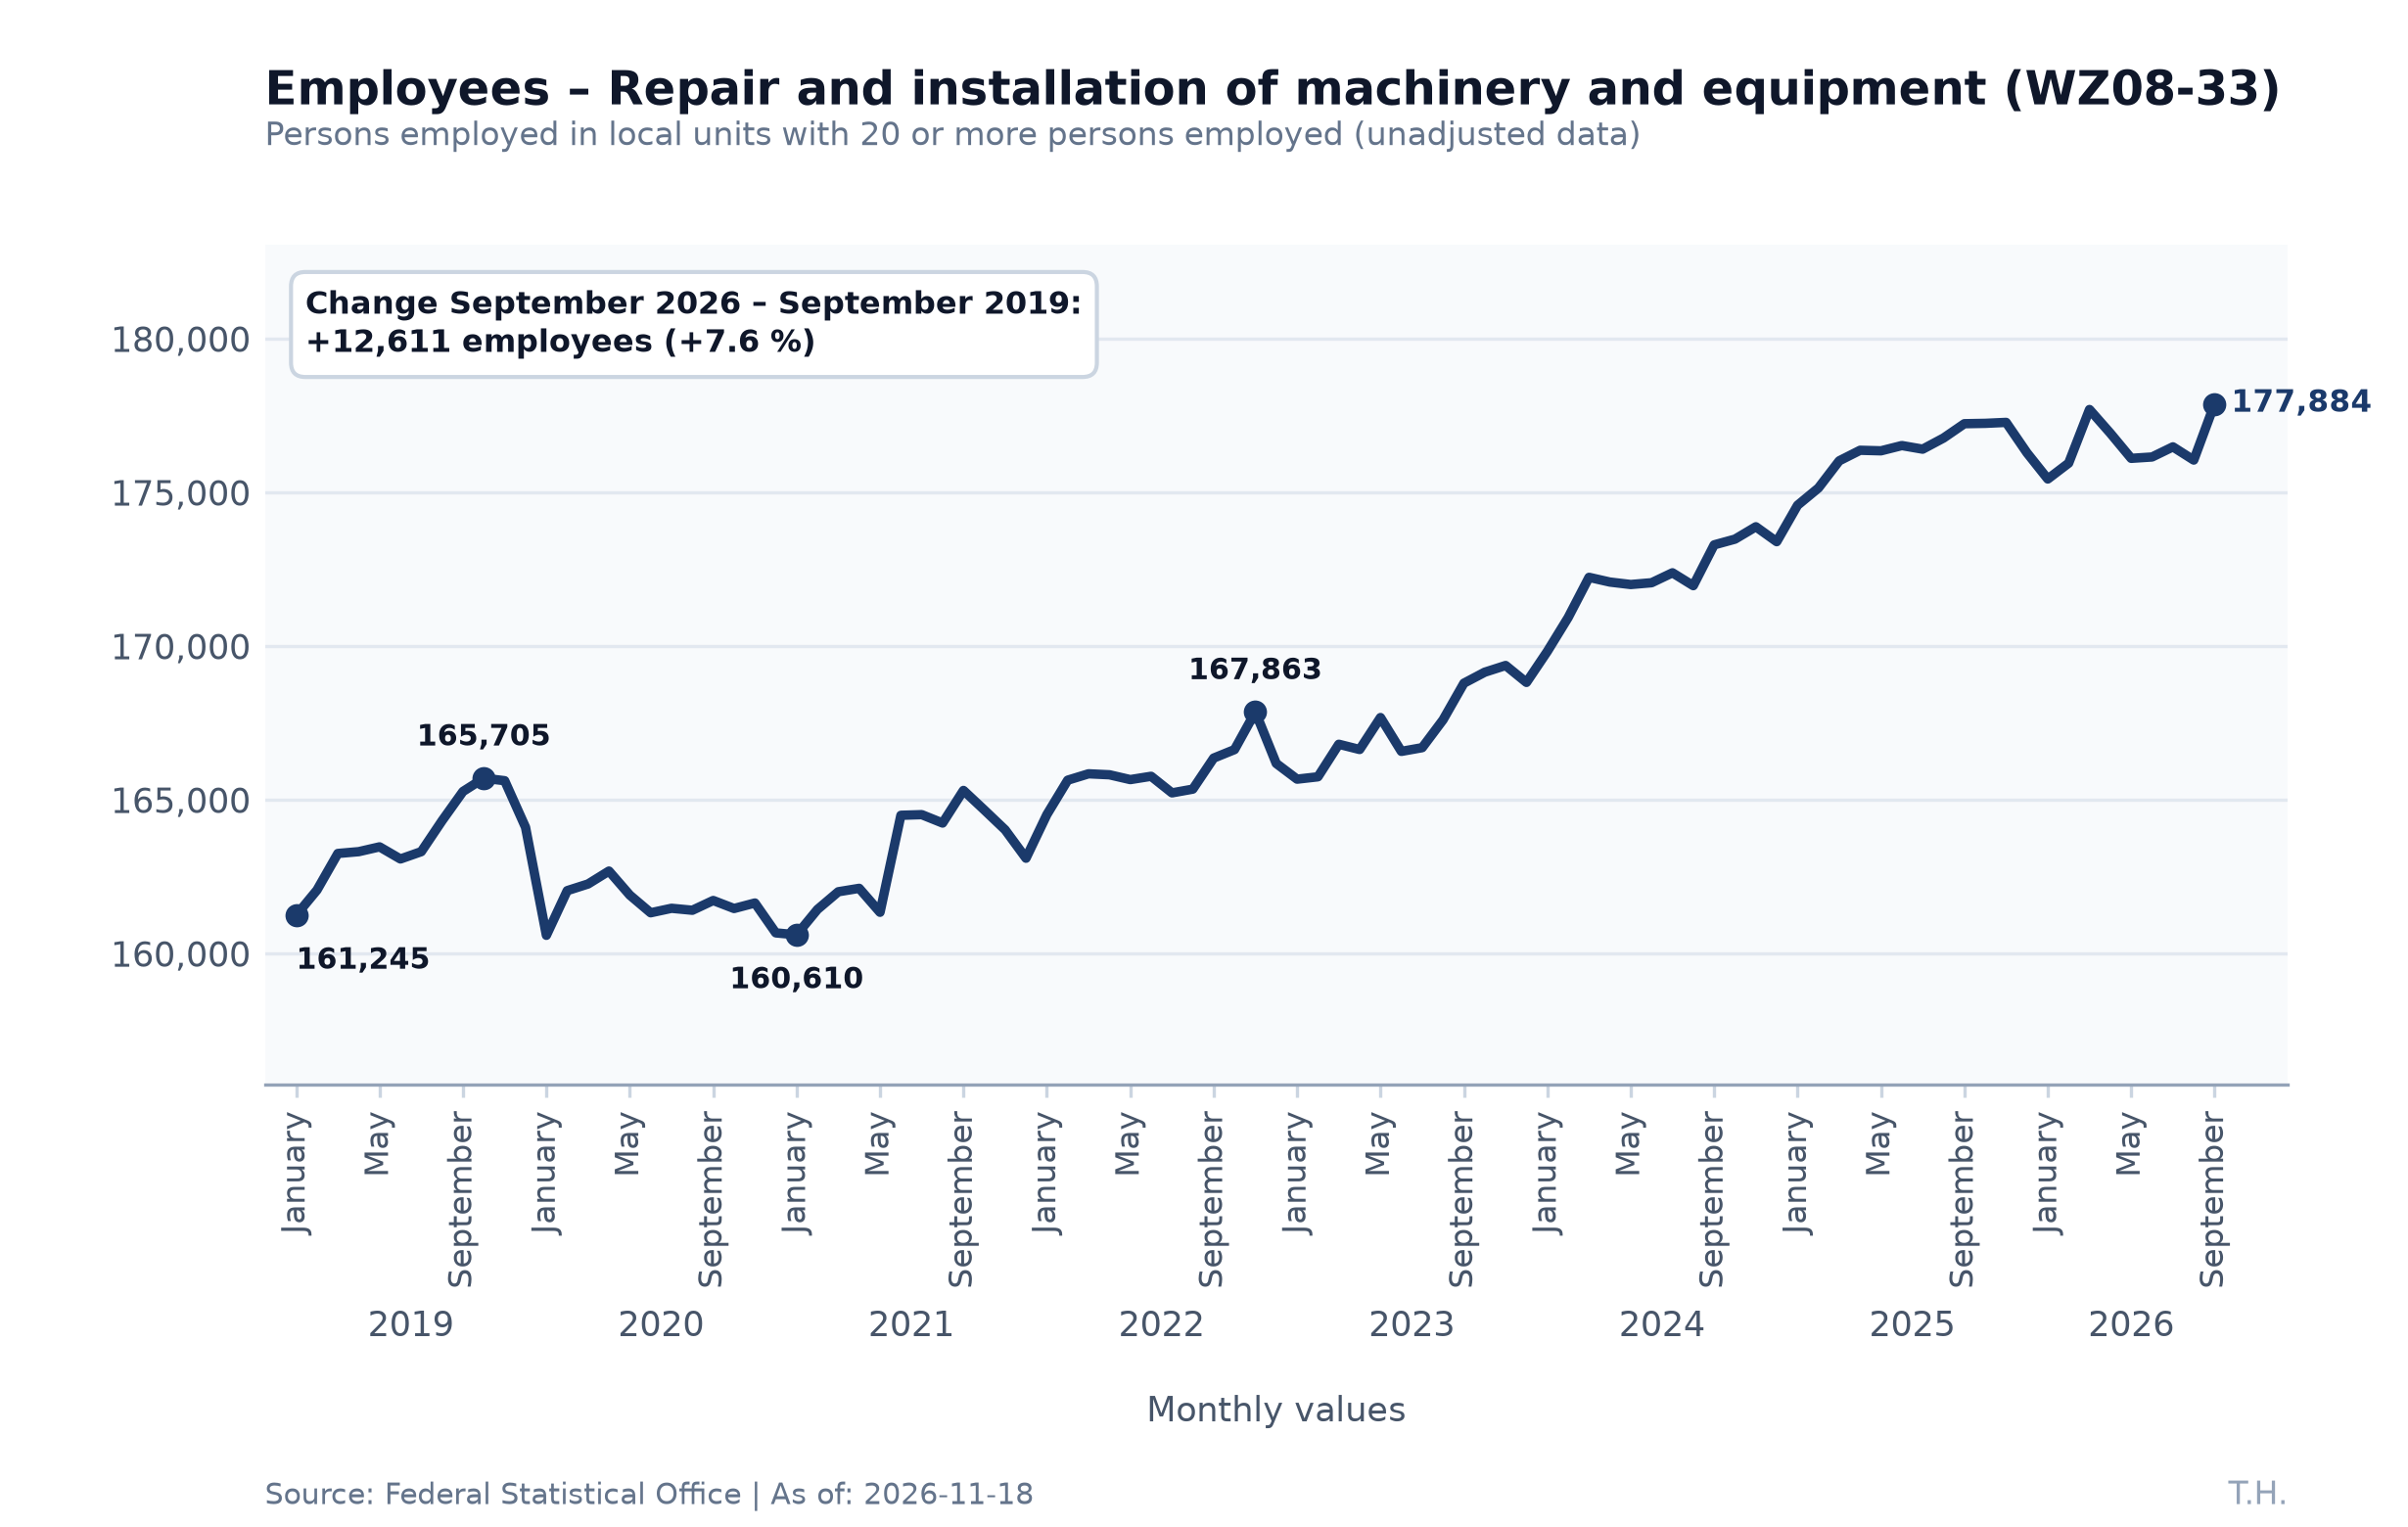 Employees – Repair and installation of machinery and equipment (WZ08-33)
Persons employed in local units with 20 or more persons employed (unadjusted data)
Change September 2026 – September 2019:
+12,611 employees (+7.6 %)
180,000
177,884
175,000
170,000
167,863
165,705
165,000
161,245
160,000
160,610
January
May
September
January
May
September
January
May
September
January
May
September
January
May
September
January
May
September
January
May
September
January
May
September
2019
2020
2021
2022
2023
2024
2025
2026
Monthly values
Source: Federal Statistical Office | As of: 2026-11-18
T.H.